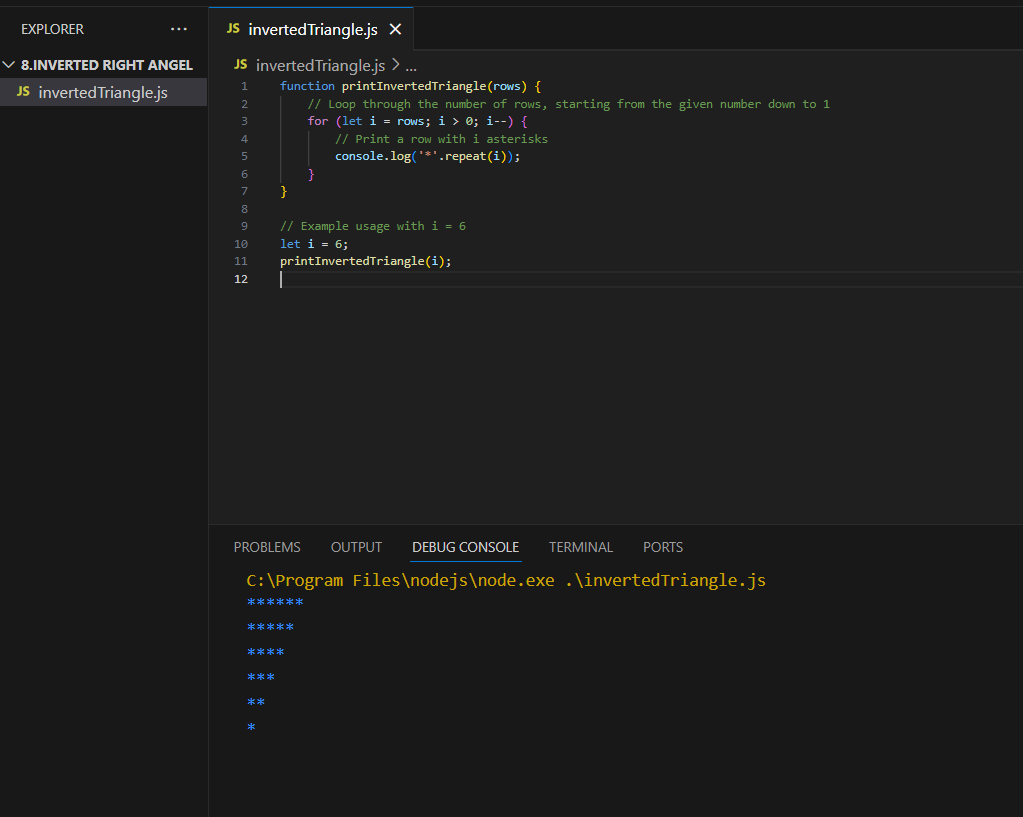 EXPLORER ...
8.INVERTED RIGHT ANGEL
JS invertedTriangle.js
JS invertedTriangle.js ×
JS invertedTriangle.js > ...
1 function printInvertedTriangle(rows) {
2     // Loop through the number of rows, starting from the given number down to 1
3     for (let i = rows; i > 0; i--) {
4         // Print a row with i asterisks
5         console.log('*'.repeat(i));
6     }
7 }
8
9 // Example usage with i = 6
10 let i = 6;
11 printInvertedTriangle(i);
12
PROBLEMS OUTPUT DEBUG CONSOLE TERMINAL PORTS
C:\Program Files\nodejs\node.exe .\invertedTriangle.js
******
*****
****
***
**
*